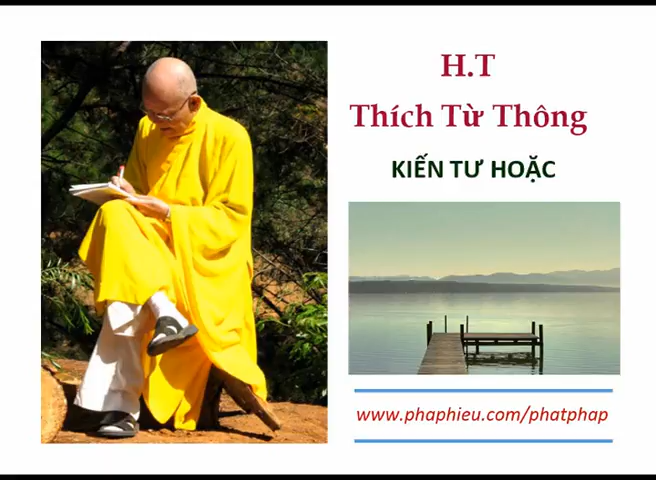 H.T
Thích Từ Thông
KIẾN TƯ HOẶC
www.phaphieu.com/phatphap